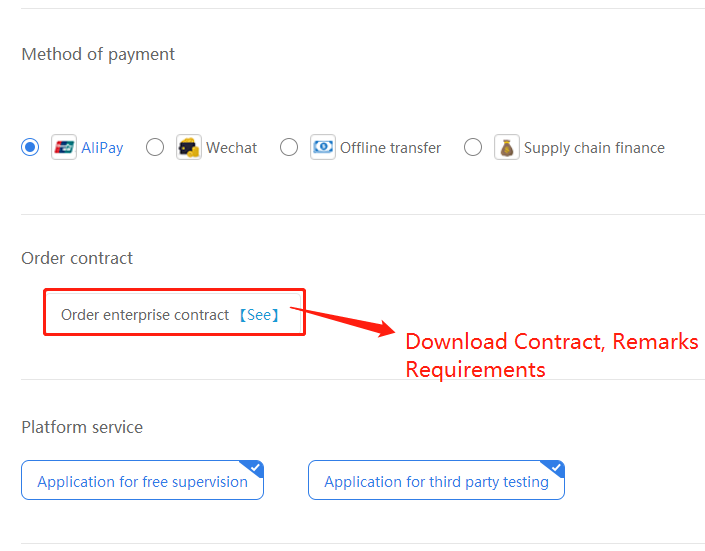 Method of payment
AliPay Wechat Offline transfer Supply chain finance
Order contract
Order enterprise contract 【See】
Download Contract, Remarks
Requirements
Platform service
Application for free supervision Application for third party testing